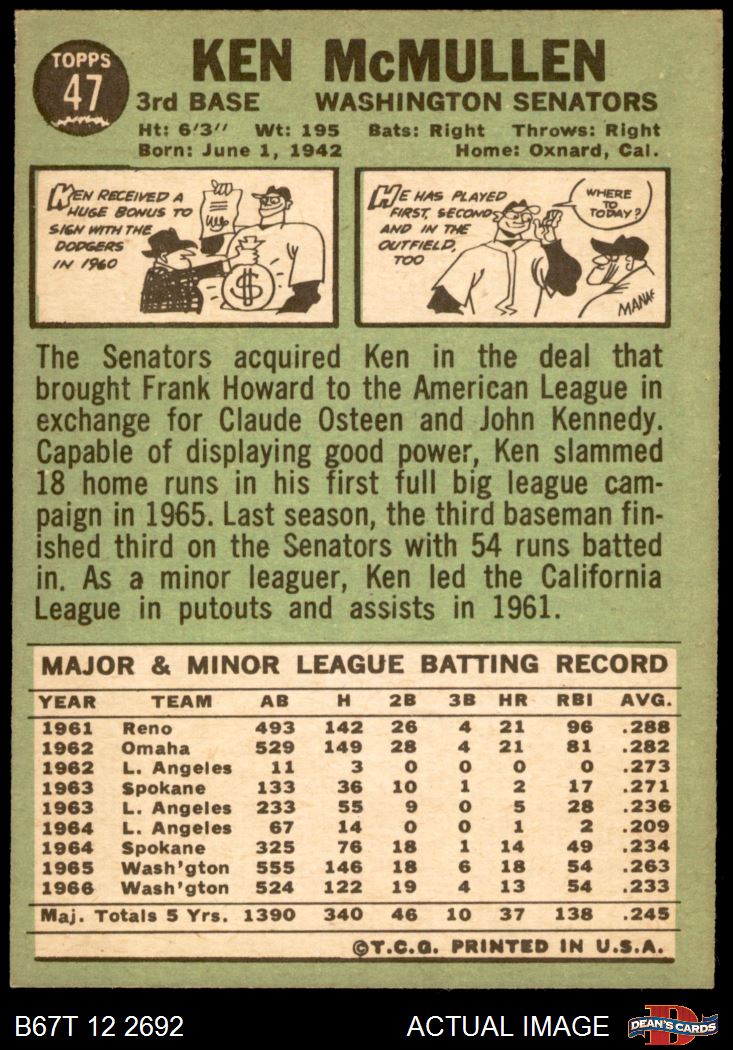 TOPPS
47
KEN McMULLEN
3rd BASE WASHINGTON SENATORS
Ht: 6'3" Wt: 195 Bats: Right Throws: Right
Born: June 1, 1942 Home: Oxnard, Cal.
KEN RECEIVED A
HUGE BONUS TO
SIGN WITH THE
DODGERS
IN 1960
$
HE HAS PLAYED
FIRST, SECOND
AND IN THE
OUTFIELD,
TOO
WHERE
TO
TODAY?
The Senators acquired Ken in the deal that
brought Frank Howard to the American League in
exchange for Claude Osteen and John Kennedy.
Capable of displaying good power, Ken slammed
18 home runs in his first full big league cam-
paign in 1965. Last season, the third baseman fin-
ished third on the Senators with 54 runs batted
in. As a minor leaguer, Ken led the California
League in putouts and assists in 1961.
MAJOR & MINOR LEAGUE BATTING RECORD
YEAR TEAM AB H 2B 3B HR RBI AVG.
1961 Reno 493 142 26 4 21 96 .288
1962 Omaha 529 149 28 4 21 81 .282
1962 L. Angeles 11 3 0 0 0 0 .273
1963 Spokane 133 36 10 1 2 17 .271
1963 L. Angeles 233 55 9 0 5 28 .236
1964 L. Angeles 67 14 0 0 1 2 .209
1964 Spokane 325 76 18 1 14 49 .234
1965 Wash'gton 555 146 18 6 18 54 .263
1966 Wash'gton 524 122 19 4 13 54 .233
Maj. Totals 5 Yrs. 1390 340 46 10 37 138 .245
©T.C.G. PRINTED IN U.S.A.
B67T 12 2692 ACTUAL IMAGE
D
DEAN'S CARDS